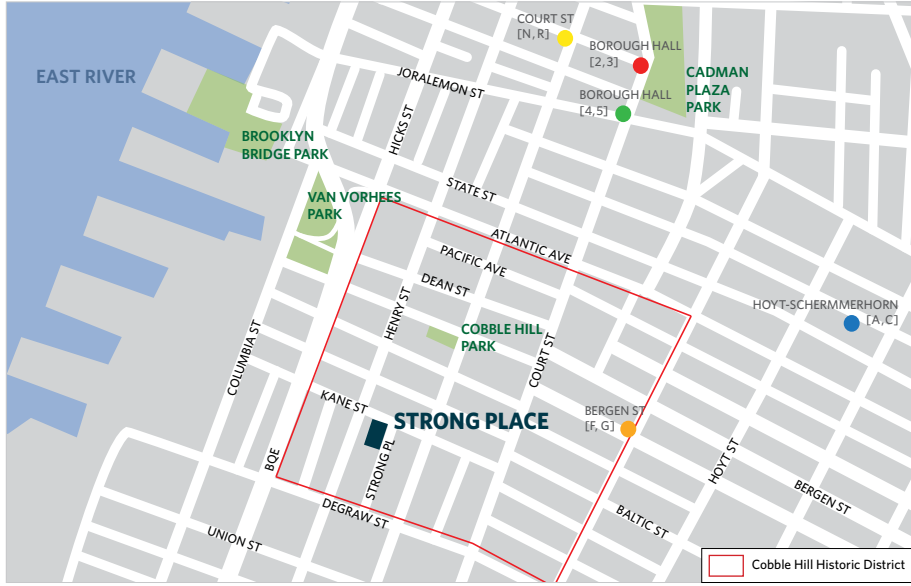 COURT ST
[N, R]
BOROUGH HALL
[2,3]
EAST RIVER
JORALEMON ST
CADMAN
PLAZA
PARK
BOROUGH HALL
[4,5]
HICKS ST
BROOKLYN
BRIDGE PARK
VAN VORHEES
PARK
STATE ST
ATLANTIC AVE
PACIFIC AVE
DEAN ST
HOYT-SCHERMMERHORN
[A,C]
HENRY ST
COBBLE HILL
PARK
COLUMBIA ST
COURT ST
KANE ST
STRONG PLACE
BERGEN ST
[F, G]
BQE
STRONG PL
HOYT ST
BERGEN ST
DEGRAW ST
BALTIC ST
UNION ST
Cobble Hill Historic District